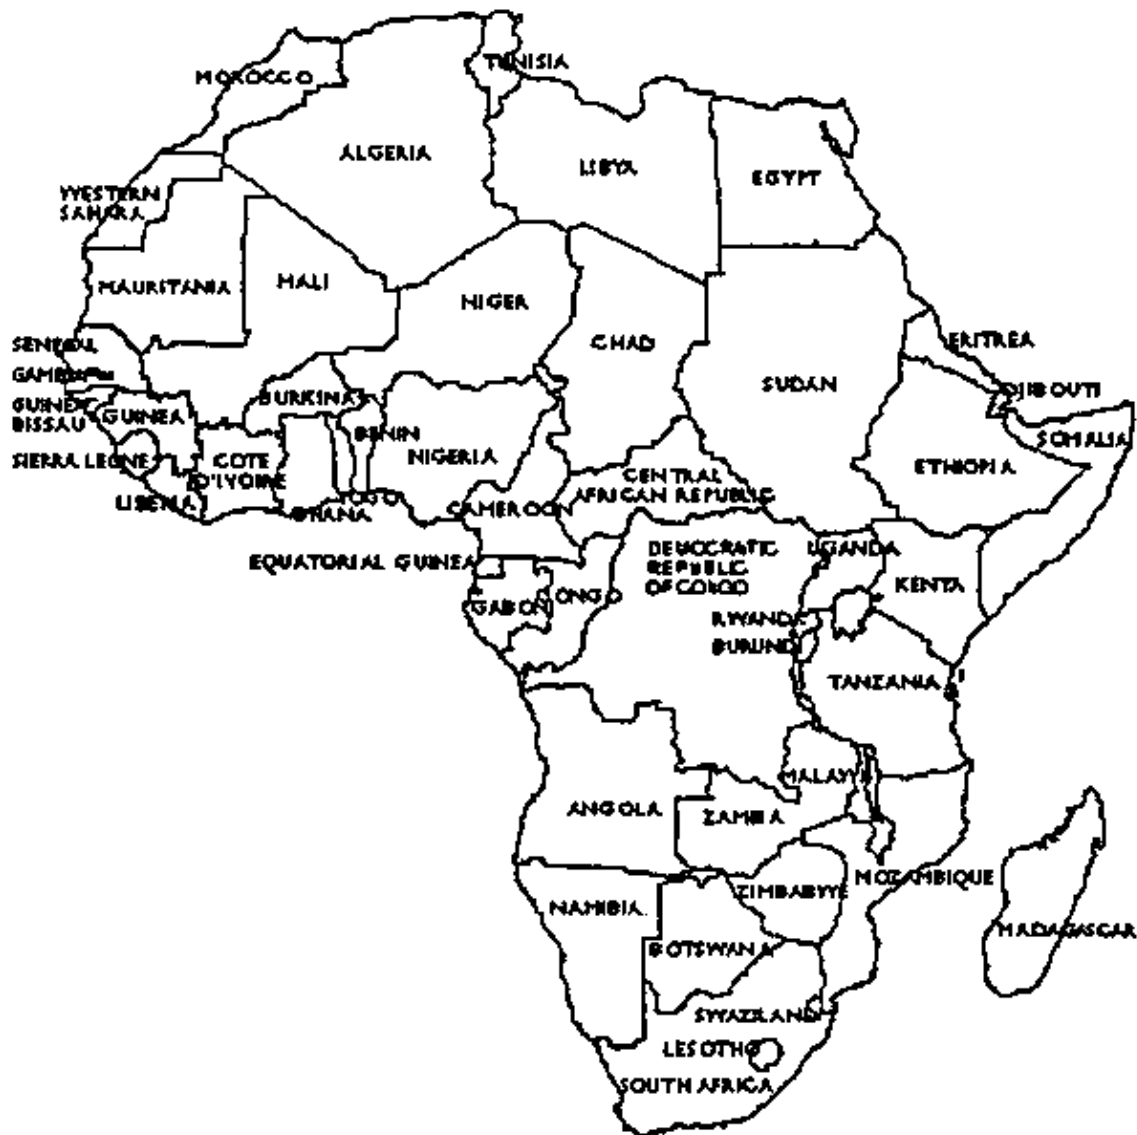 TUNISIA
MOROCCO
ALGERIA
LIBYA
EGYPT
WESTERN
SAHARA
MAURITANIA
MALI
NIGER
CHAD
SUDAN
ERITREA
SENEGAL
GAMBIA
DJIBOUTI
GUINEA
BISSAU
GUINEA
BURKINA
BENIN
NIGERIA
SOMALIA
ETHIOPIA
SIERRA LEONE
COTE
D'IVOIRE
CENTRAL
AFRICAN REPUBLIC
LIBERIA
GHANA
TOGO
CAMEROON
EQUATORIAL GUINEA
DEMOCRATIC
REPUBLIC
OF CONGO
UGANDA
KENYA
GABON
CONGO
RWANDA
BURUNDI
TANZANIA
MALAWI
ANGOLA
ZAMBIA
MOZAMBIQUE
ZIMBABWE
NAMIBIA
MADAGASCAR
BOTSWANA
SWAZILAND
LESOTHO
SOUTH AFRICA